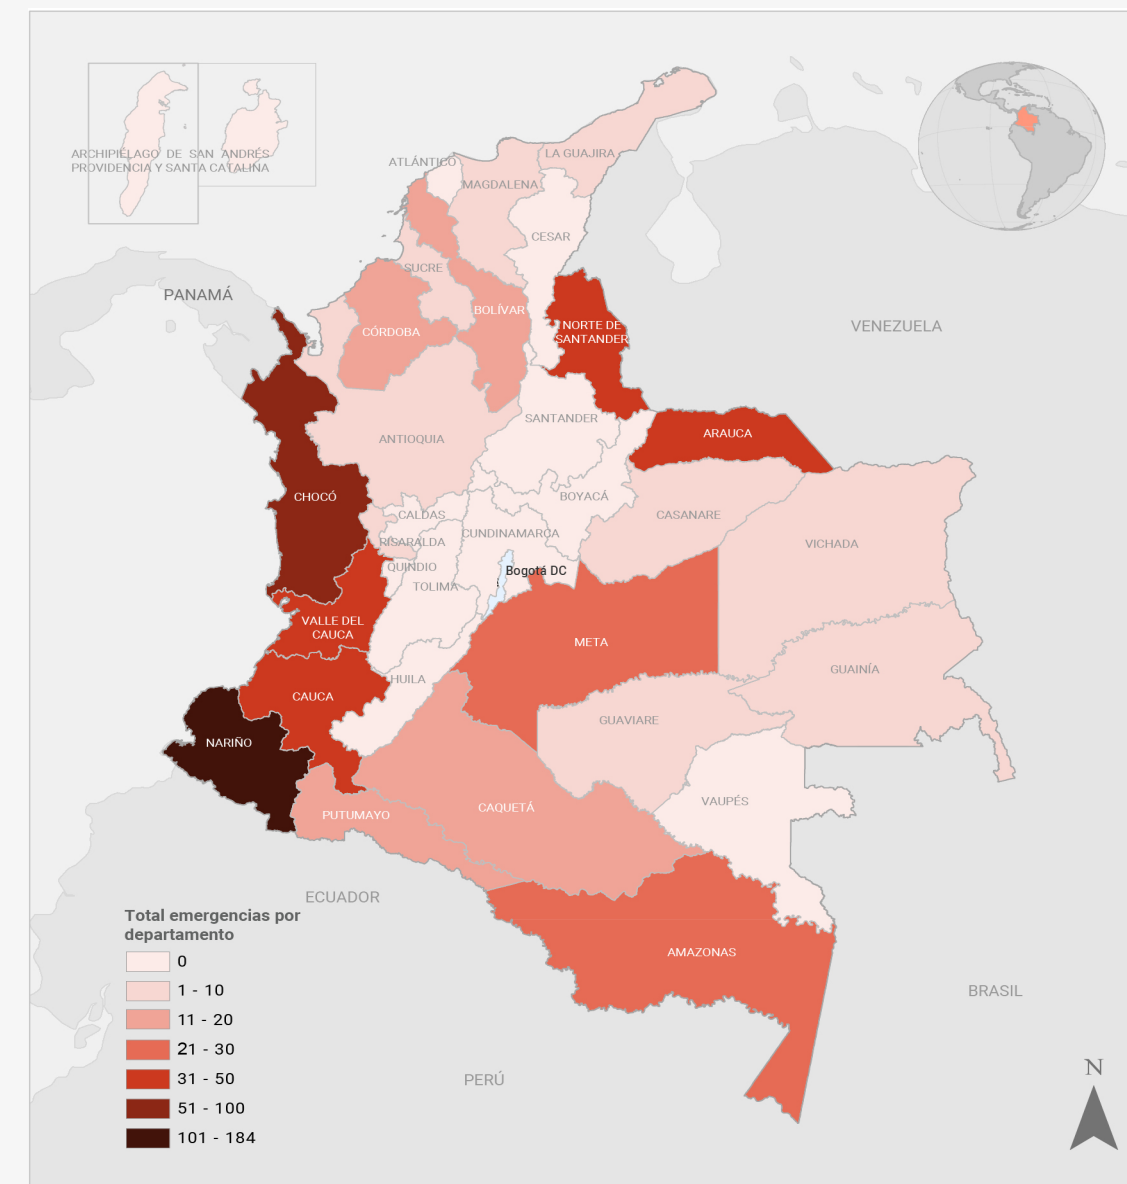 ARCHIPIÉLAGO DE SAN ANDRÉS
PROVIDENCIA Y SANTA CATALINA
ATLÁNTICO
LA GUAJIRA
MAGDALENA
CESAR
SUCRE
PANAMÁ
BOLÍVAR
CÓRDOBA
NORTE DE
SANTANDER
VENEZUELA
SANTANDER
ARAUCA
ANTIOQUIA
CHOCÓ
BOYACÁ
CALDAS
CASANARE
CUNDINAMARCA
RISARALDA
VICHADA
QUINDIO
Bogotá DC
TOLIMA
VALLE DEL
CAUCA
META
GUAINÍA
HUILA
CAUCA
GUAVIARE
NARIÑO
VAUPÉS
CAQUETÁ
PUTUMAYO
ECUADOR
AMAZONAS
BRASIL
PERÚ
Total emergencias por
departamento
0
1 - 10
11 - 20
21 - 30
31 - 50
51 - 100
101 - 184
N